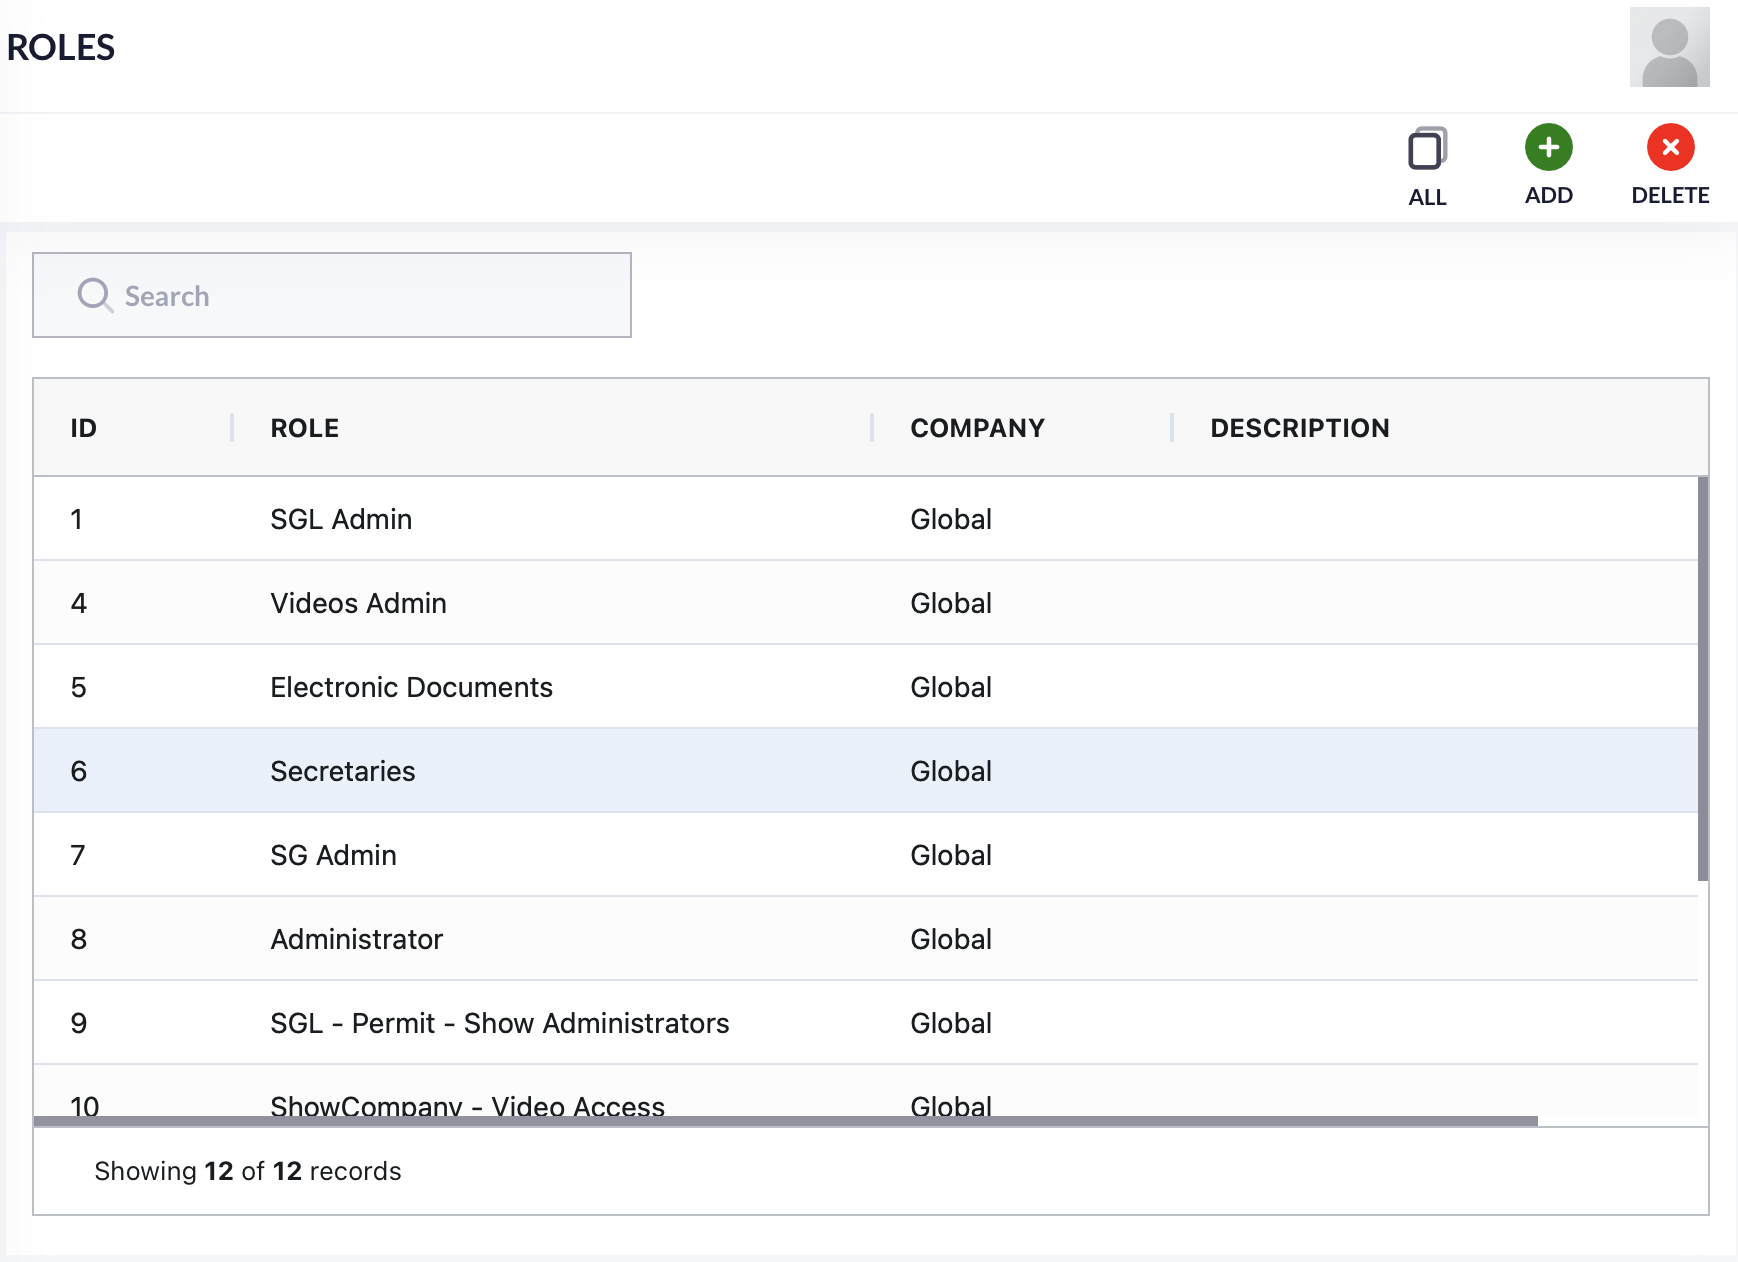 ROLES
ALL ADD DELETE
Search
ID ROLE COMPANY DESCRIPTION
1 SGL Admin Global
4 Videos Admin Global
5 Electronic Documents Global
6 Secretaries Global
7 SG Admin Global
8 Administrator Global
9 SGL - Permit - Show Administrators Global
10 ShowCompany - Video Access Global
Showing 12 of 12 records